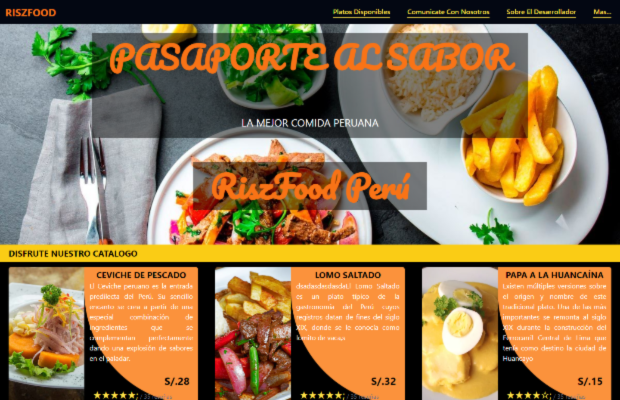 RISZFOOD
Platos Disponibles
Comunicate Con Nosotros
Sobre El Desarrollador
Mas...
PASAPORTE AL SABOR
LA MEJOR COMIDA PERUANA
RiszFood Perú
DISFRUTE NUESTRO CATALOGO
CEVICHE DE PESCADO
El Ceviche peruano es la entrada
predilecta del Perú. Su sencillo
encanto se crea a partir de una
especial combinación de
ingredientes que se
complementan perfectamente
dando una explosión de sabores
en el paladar.
S/.28
LOMO SALTADO
dsadasdasdasdaEl Lomo Saltado
es un plato típico de la
gastronomía del Perú cuyos
registros datan de fines del siglo
XIX, donde se le conocía como
lomito de vaca.
S/.32
PAPA A LA HUANCAÍNA
Existen múltiples versiones sobre
el origen y nombre de este
tradicional plato. Una de las más
importantes se remonta al siglo
XIX durante la construcción del
Ferrocarril Central de Lima que
tenía como destino la ciudad de
Huancayo
S/.15